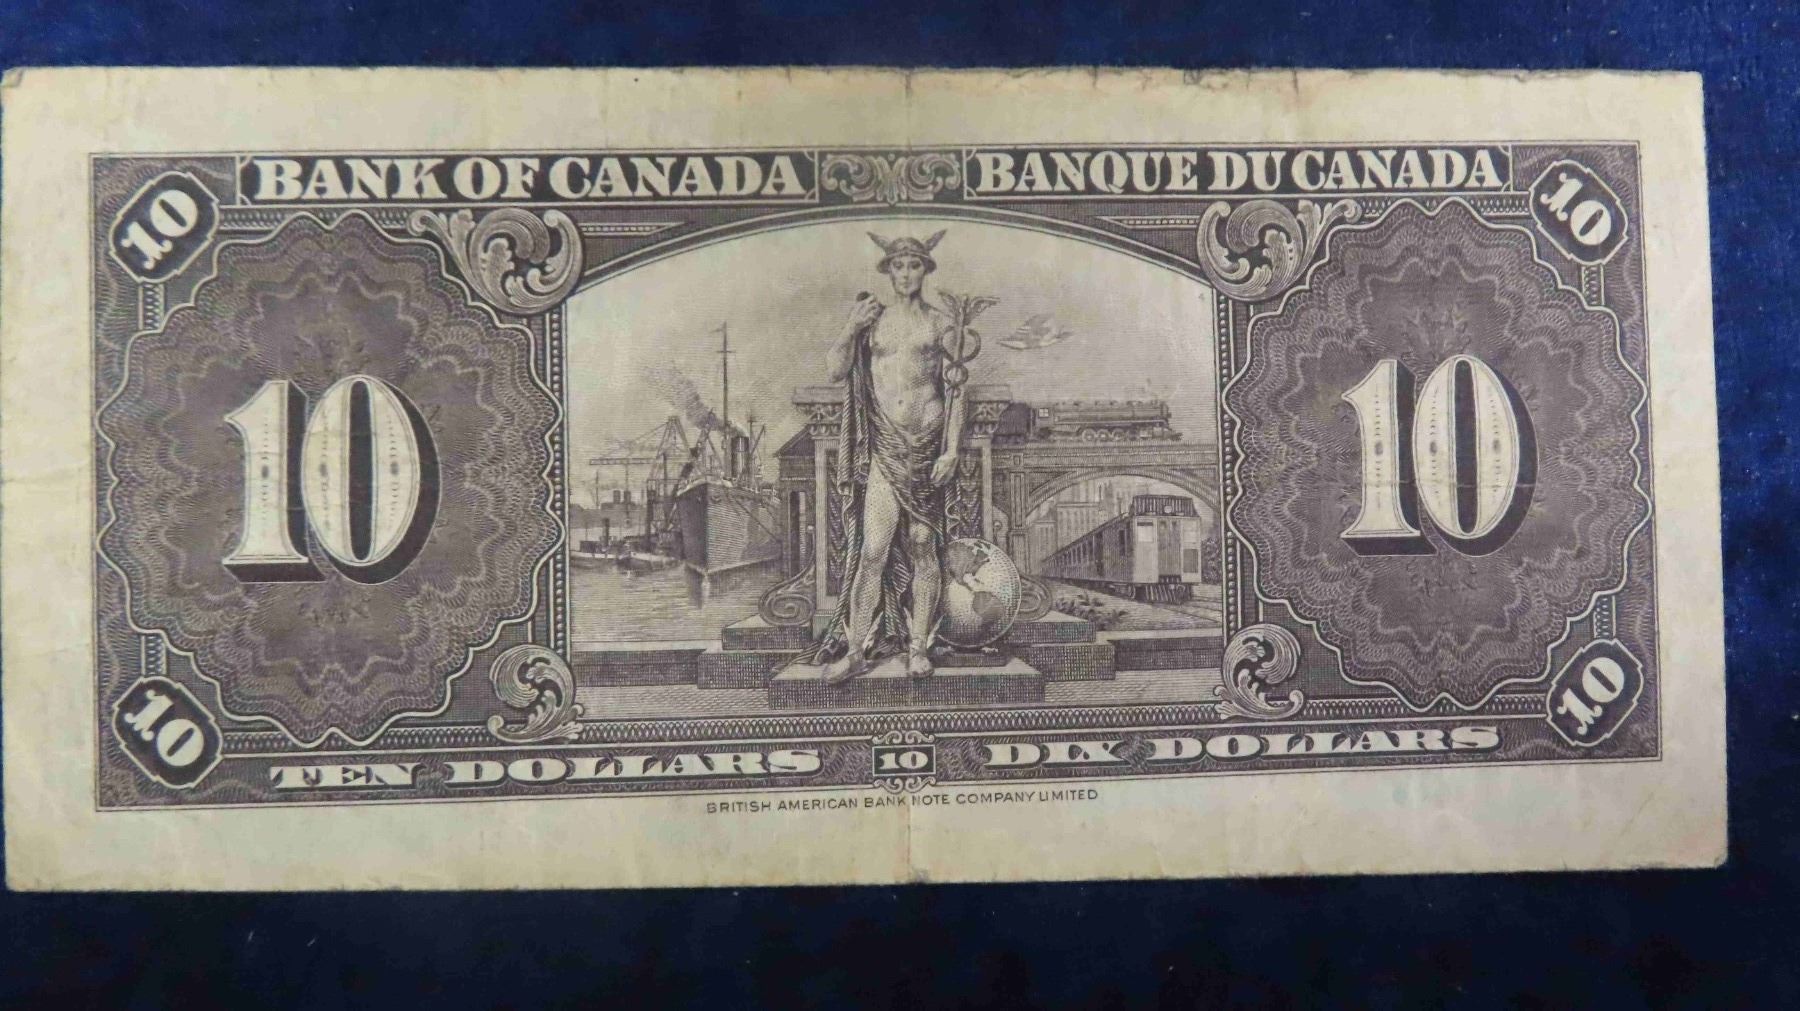 BANK OF CANADA BANQUE DU CANADA
10 10
10 10
10 10
TEN DOLLARS 10 DIX DOLLARS
BRITISH AMERICAN BANK NOTE COMPANY LIMITED